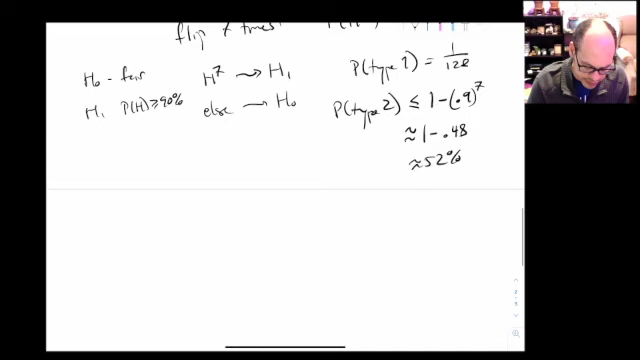 flip 7 times
H₀ - fair
H⁷ ⟿ H₁
P(type 1) = 1/128
H₁ P(H) ≥ 90%
else → H₀
P(type 2) ≤ 1 - (.9)⁷
≈ 1 - .48
≈ 52%